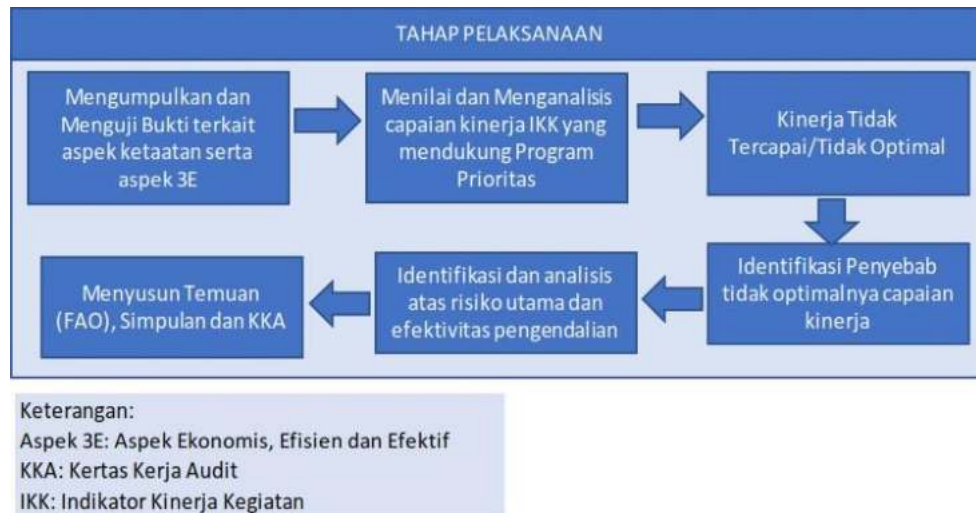 TAHAP PELAKSANAAN
Mengumpulkan dan
Menguji Bukti terkait
aspek ketaatan serta
aspek 3E
Menilai dan Menganalisis
capaian kinerja IKK yang
mendukung Program
Prioritas
Kinerja Tidak
Tercapai/Tidak Optimal
Identifikasi Penyebab
tidak optimalnya capaian
kinerja
Identifikasi dan analisis
atas risiko utama dan
efektivitas pengendalian
Menyusun Temuan
(FAO), Simpulan dan KKA
Keterangan:
Aspek 3E: Aspek Ekonomis, Efisien dan Efektif
KKA: Kertas Kerja Audit
IKK: Indikator Kinerja Kegiatan